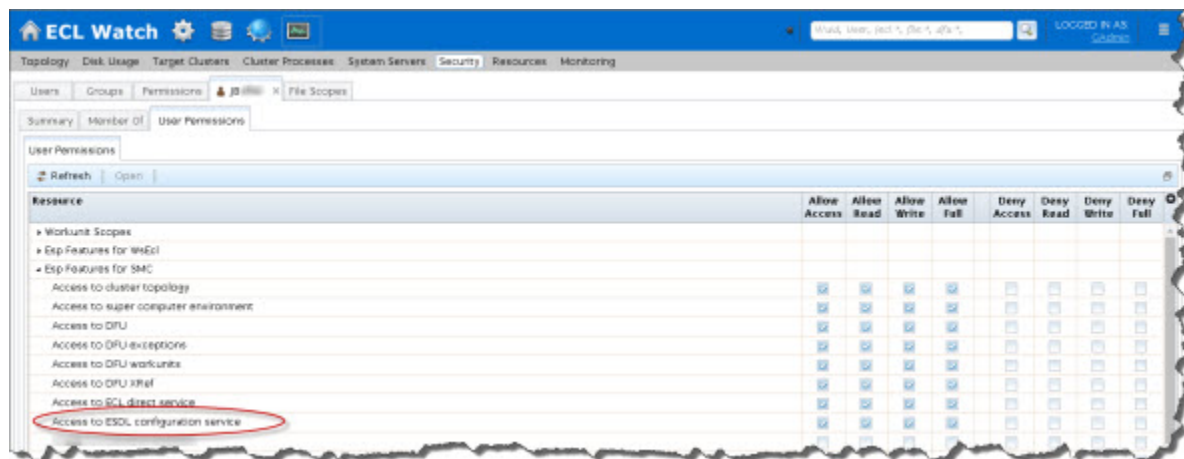 ECL Watch
LOGGED IN AS:
Topology Disk Usage Target Clusters Cluster Processes System Servers Security Resources Monitoring
Users Groups Permissions File Scopes
Summary Member Of User Permissions
User Permissions
Refresh Open
Resource Allow Access Allow Read Allow Write Allow Full Deny Access Deny Read Deny Write Deny Full
Workunit Scopes
Esp Features for WsEcl
Esp Features for SMC
Access to cluster topology
Access to super computer environment
Access to DFU
Access to DFU exceptions
Access to DFU workunits
Access to DFU XRef
Access to ECL direct service
Access to ESDL configuration service